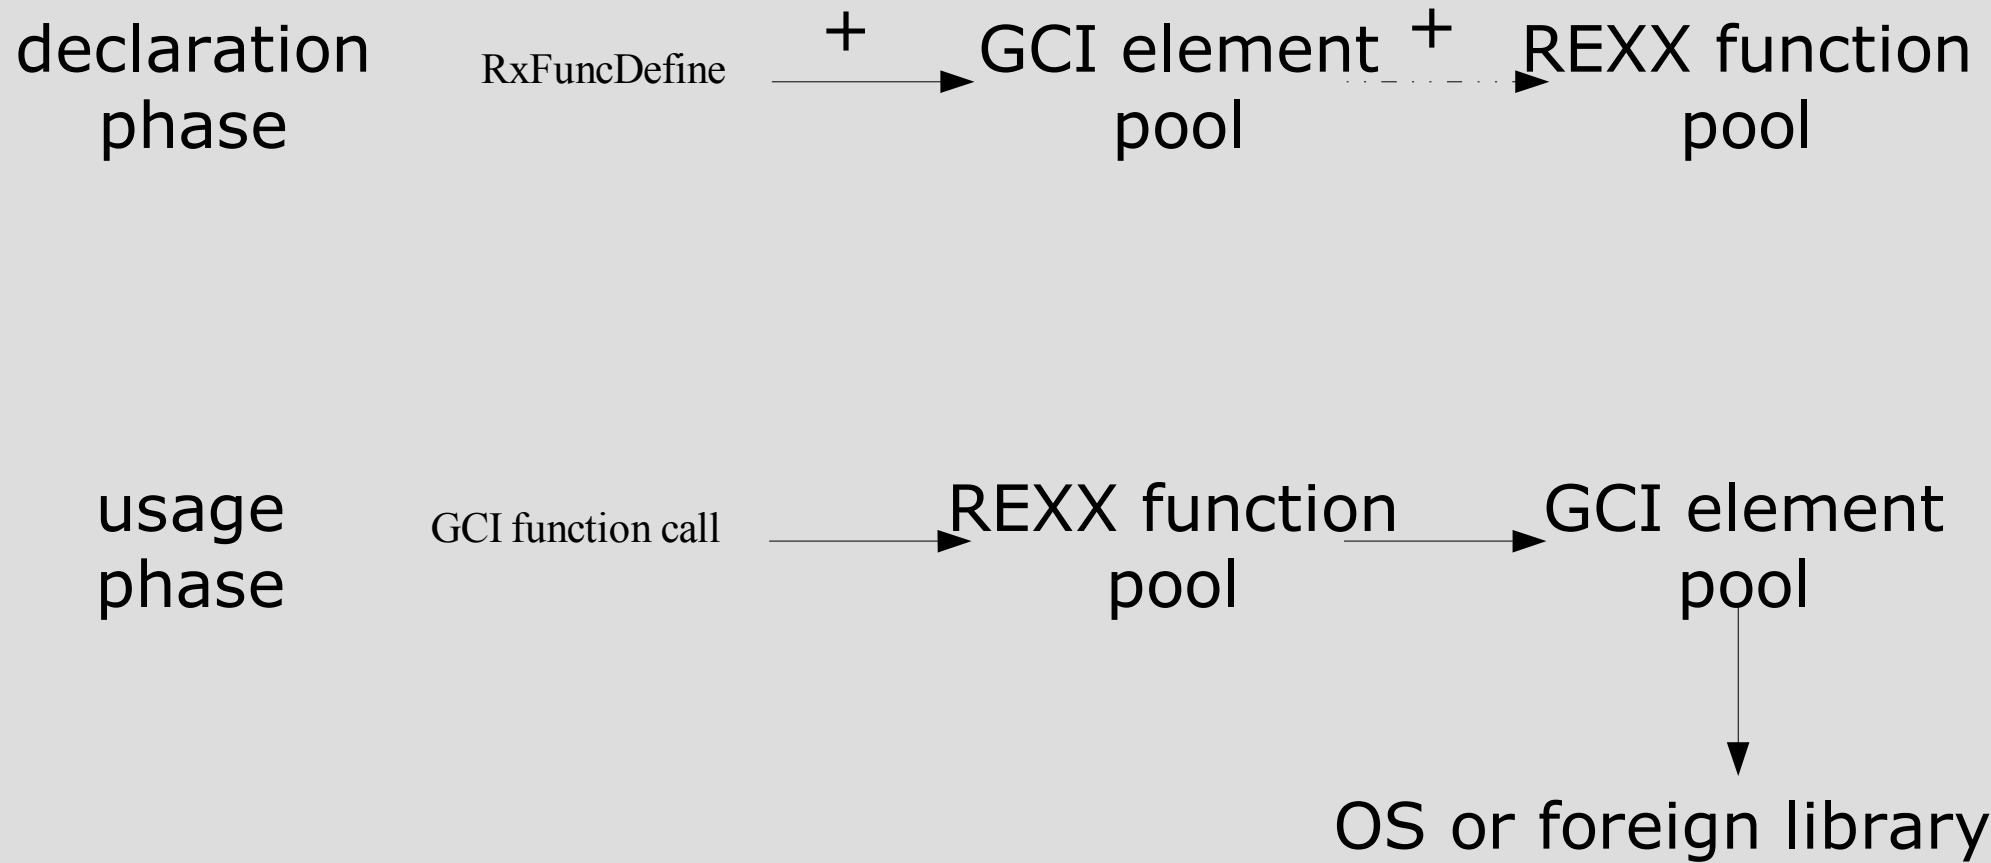 declaration
phase
RxFuncDefine
+
GCI element
pool
+
REXX function
pool
usage
phase
GCI function call
REXX function
pool
GCI element
pool
OS or foreign library